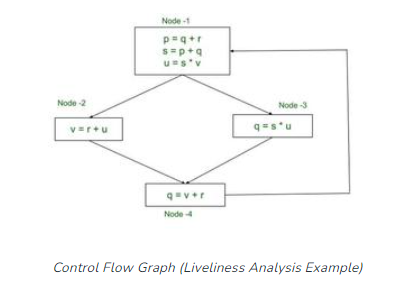 Node -1
p = q + r
s = p + q
u = s * v
Node -2
Node -3
v = r + u
q = s * u
q = v + r
Node -4
Control Flow Graph (Liveliness Analysis Example)